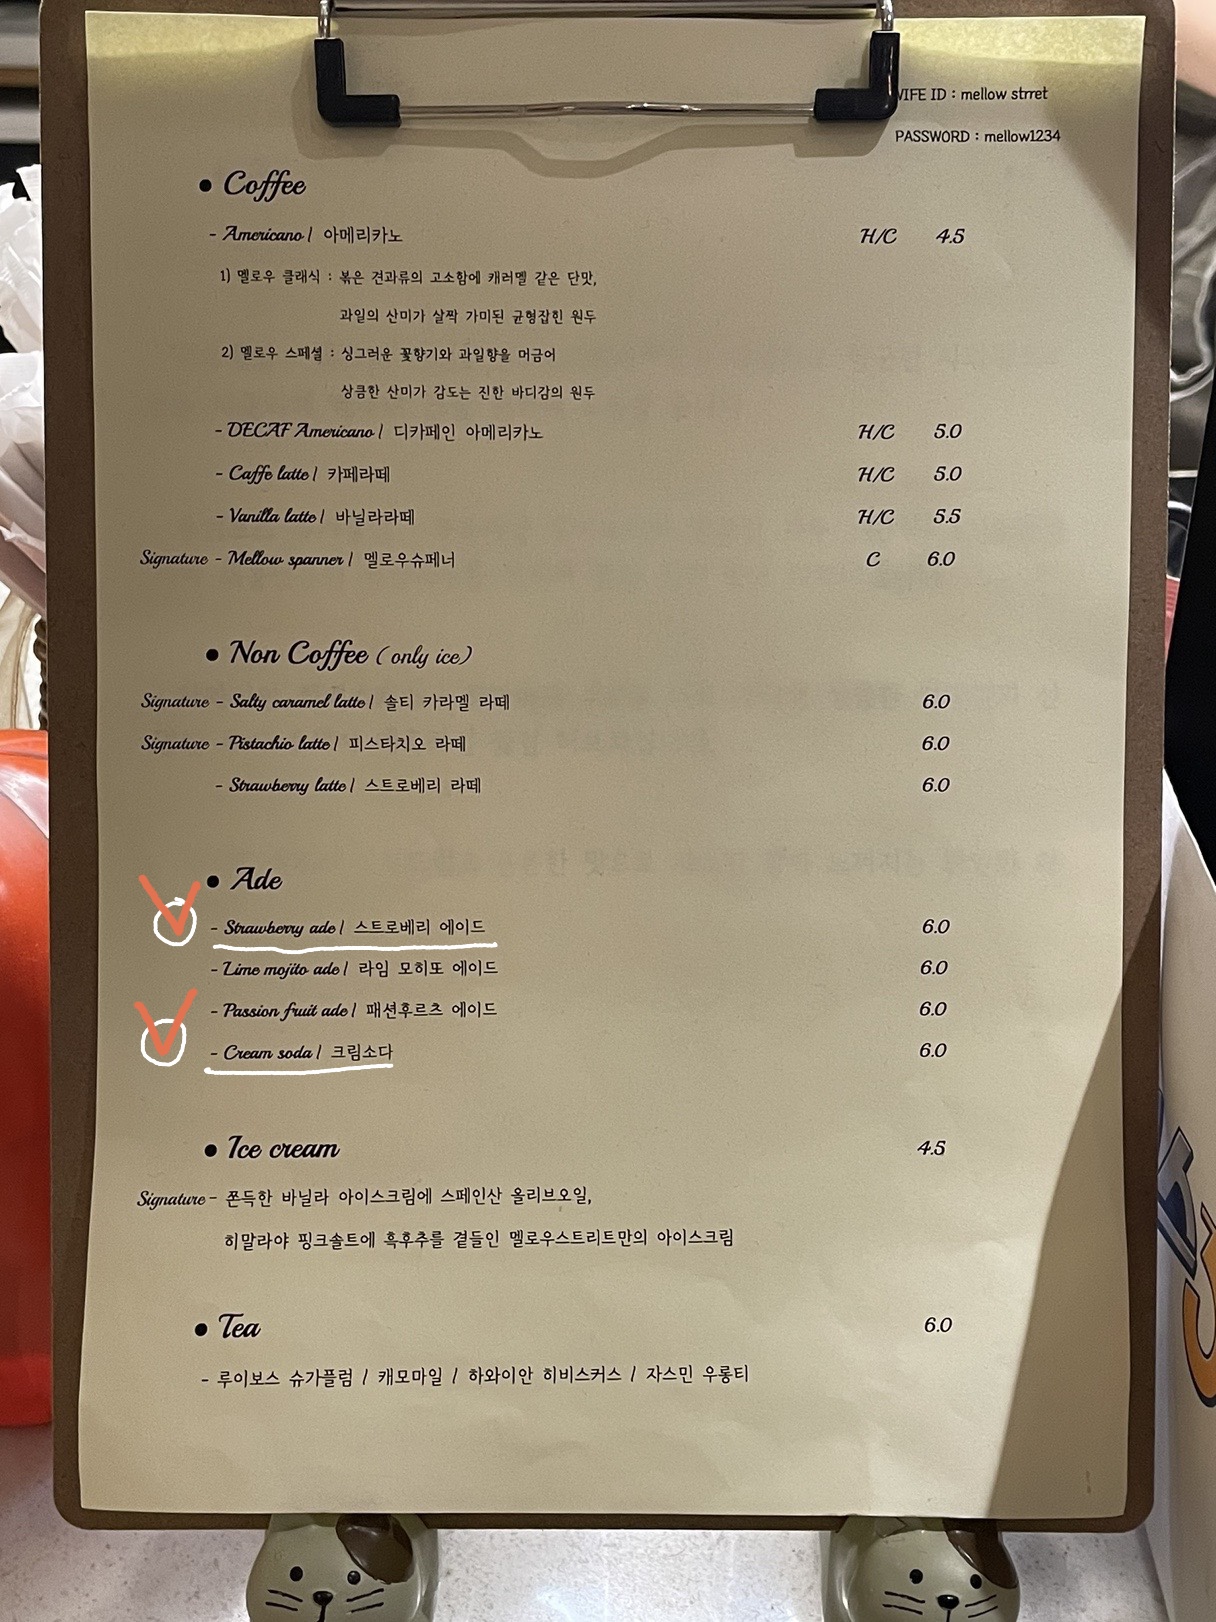 WIFE ID : mellow strret
PASSWORD : mellow1234
• Coffee
- Americano / 아메리카노 H/C 4.5
1) 멜로우 클래식 : 볶은 견과류의 고소함에 캐러멜 같은 단맛,
과일의 산미가 살짝 가미된 균형잡힌 원두
2) 멜로우 스페셜 : 싱그러운 꽃향기와 과일향을 머금어
상큼한 산미가 감도는 진한 바디감의 원두
- DECAF Americano / 디카페인 아메리카노 H/C 5.0
- Caffe latte / 카페라떼 H/C 5.0
- Vanilla latte / 바닐라라떼 H/C 5.5
Signature - Mellow spanner / 멜로우슈페너 C 6.0
• Non Coffee ( only ice)
Signature - Salty caramel latte / 솔티 카라멜 라떼 6.0
Signature - Pistachio latte / 피스타치오 라떼 6.0
- Strawberry latte / 스트로베리 라떼 6.0
• Ade
- Strawberry ade / 스트로베리 에이드 6.0
- Lime mojito ade / 라임 모히또 에이드 6.0
- Passion fruit ade / 패션후르츠 에이드 6.0
- Cream soda / 크림소다 6.0
• Ice cream 4.5
Signature - 쫀득한 바닐라 아이스크림에 스페인산 올리브오일,
히말라야 핑크솔트에 흑후추를 곁들인 멜로우스트리트만의 아이스크림
• Tea 6.0
- 루이보스 슈가플럼 / 캐모마일 / 하와이안 히비스커스 / 자스민 우롱티